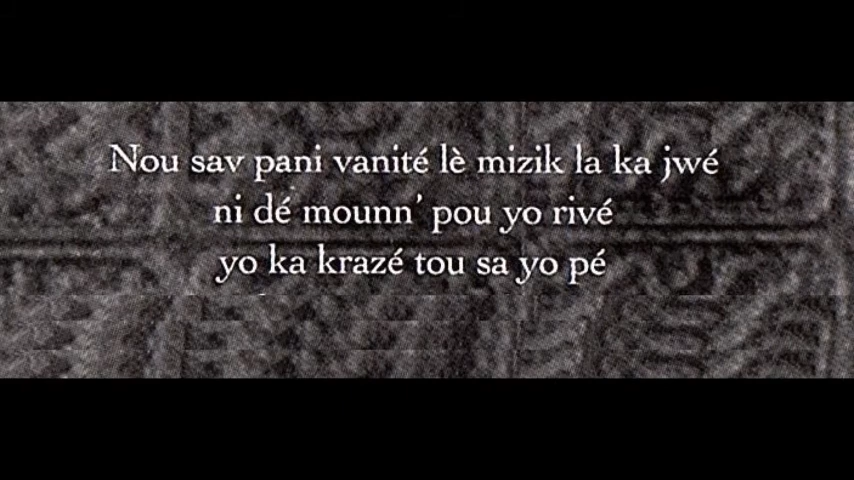 Nou sav pani vanité lè mizik la ka jwé
ni dé mounn' pou yo rivé
yo ka krazé tou sa yo pé